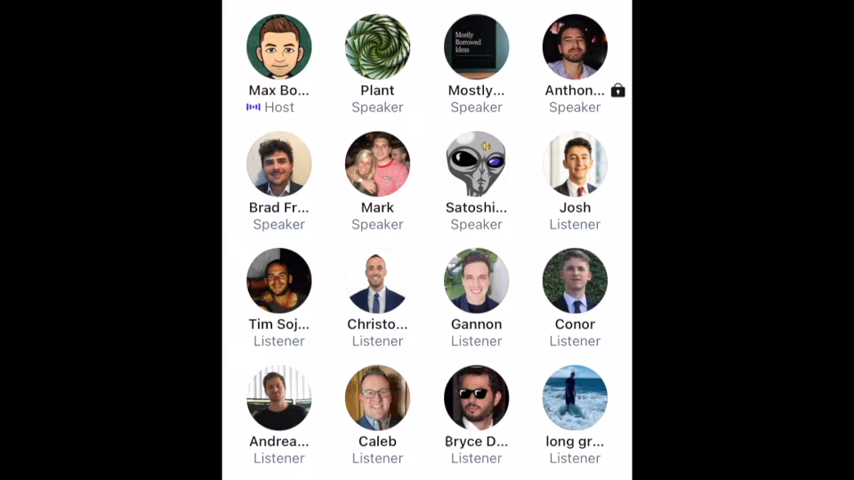 Mostly
Borrowed
Ideas
Max Bo... Plant Mostly... Anthon...
Host Speaker Speaker Speaker
Brad Fr... Mark Satoshi... Josh
Speaker Speaker Speaker Listener
Tim Soj... Christo... Gannon Conor
Listener Listener Listener Listener
Andrea... Caleb Bryce D... long gr...
Listener Listener Listener Listener